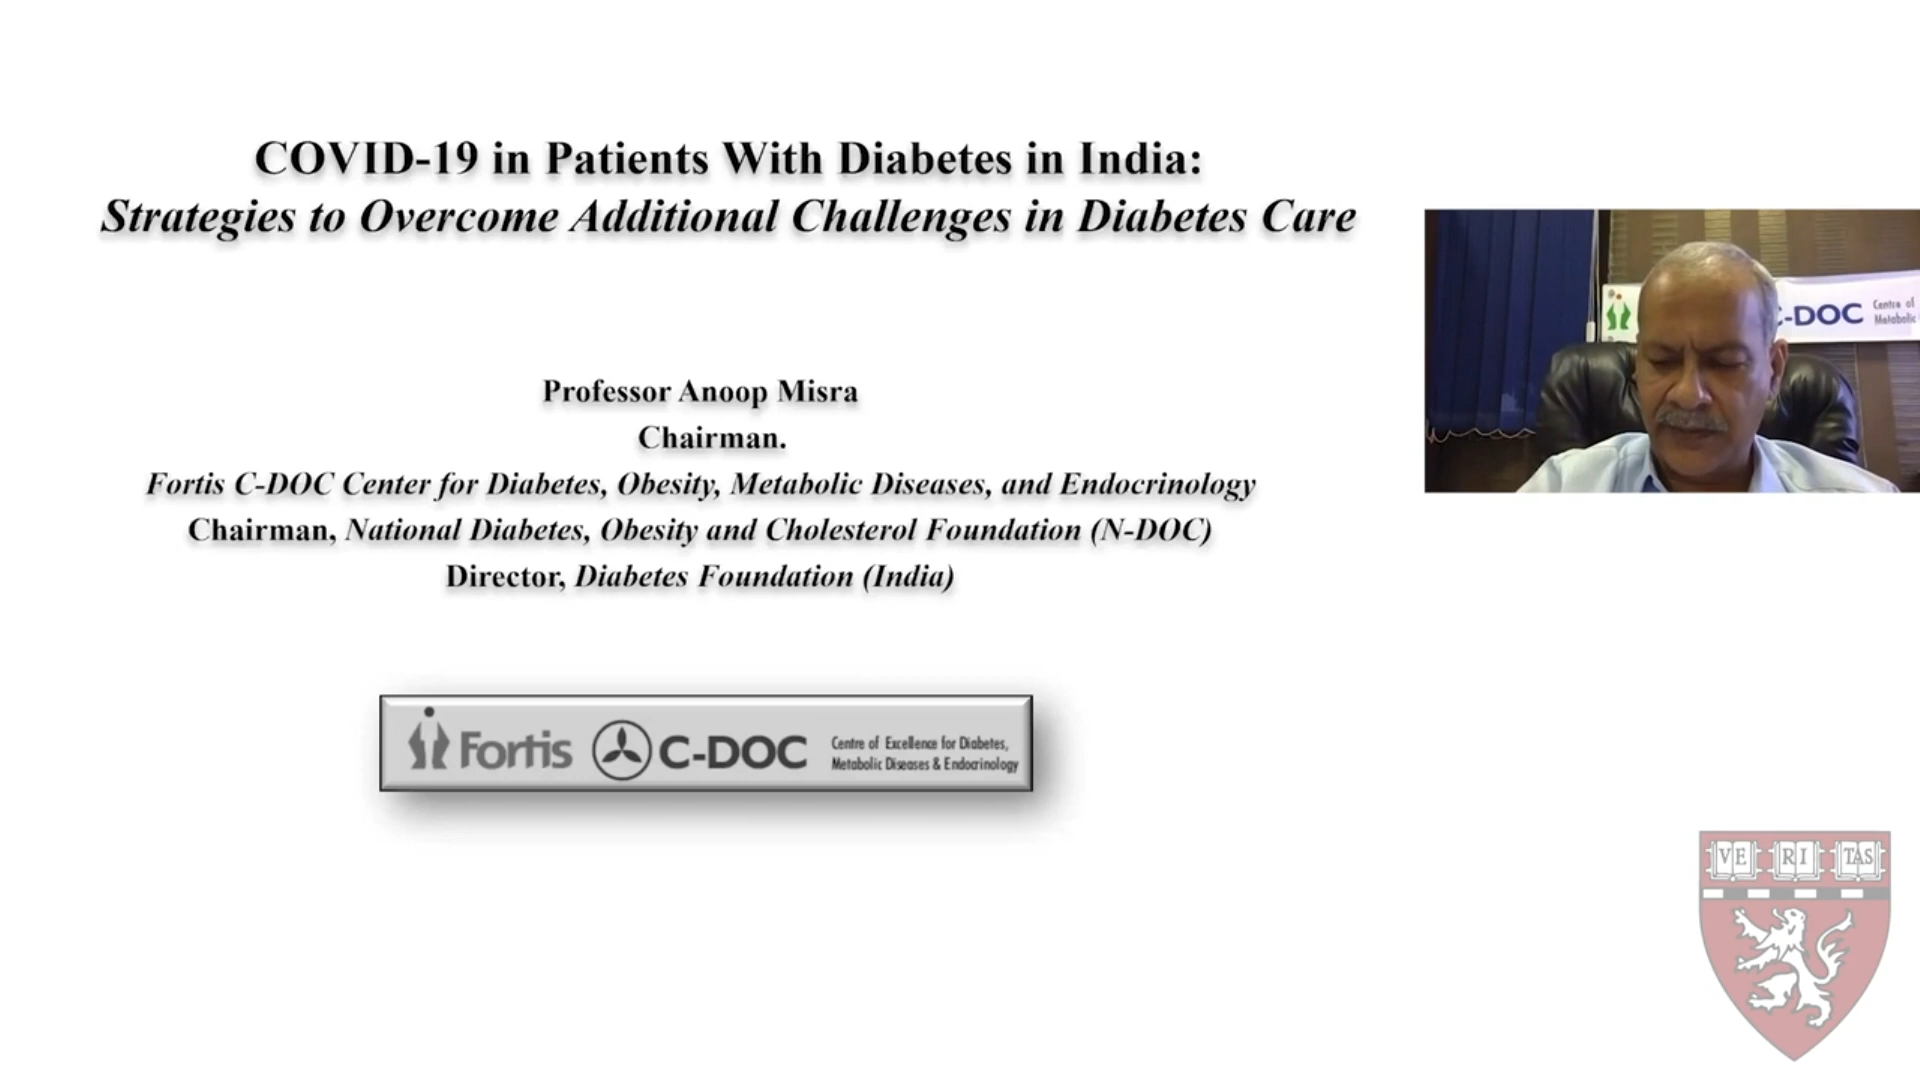 COVID-19 in Patients With Diabetes in India:
Strategies to Overcome Additional Challenges in Diabetes Care
Professor Anoop Misra
Chairman.
Fortis C-DOC Center for Diabetes, Obesity, Metabolic Diseases, and Endocrinology
Chairman, National Diabetes, Obesity and Cholesterol Foundation (N-DOC)
Director, Diabetes Foundation (India)
Fortis C-DOC
Centre of Excellence for Diabetes,
Metabolic Diseases & Endocrinology
C-DOC
Centre of
Metabolic
VE RI TAS